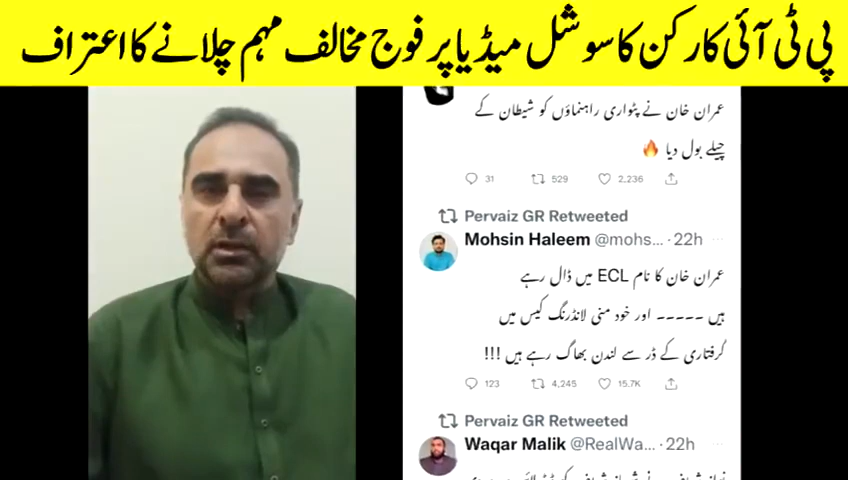 پی ٹی آئی کارکن کا سوشل میڈیا پر فوج مخالف مہم چلانے کا اعتراف
عمران خان نے پٹواری راہنماؤں کو شیطان کے
چیلے بول دیا 🔥
31 529 2,236
Pervaiz GR Retweeted
Mohsin Haleem @mohs... · 22h
عمران خان کا نام ECL میں ڈال رہے
ہیں ۔۔۔۔۔ اور خود منی لانڈرنگ کیس میں
گرفتاری کے ڈر سے لندن بھاگ رہے ہیں !!!
123 4,245 15.7K
Pervaiz GR Retweeted
Waqar Malik @RealWa... · 22h